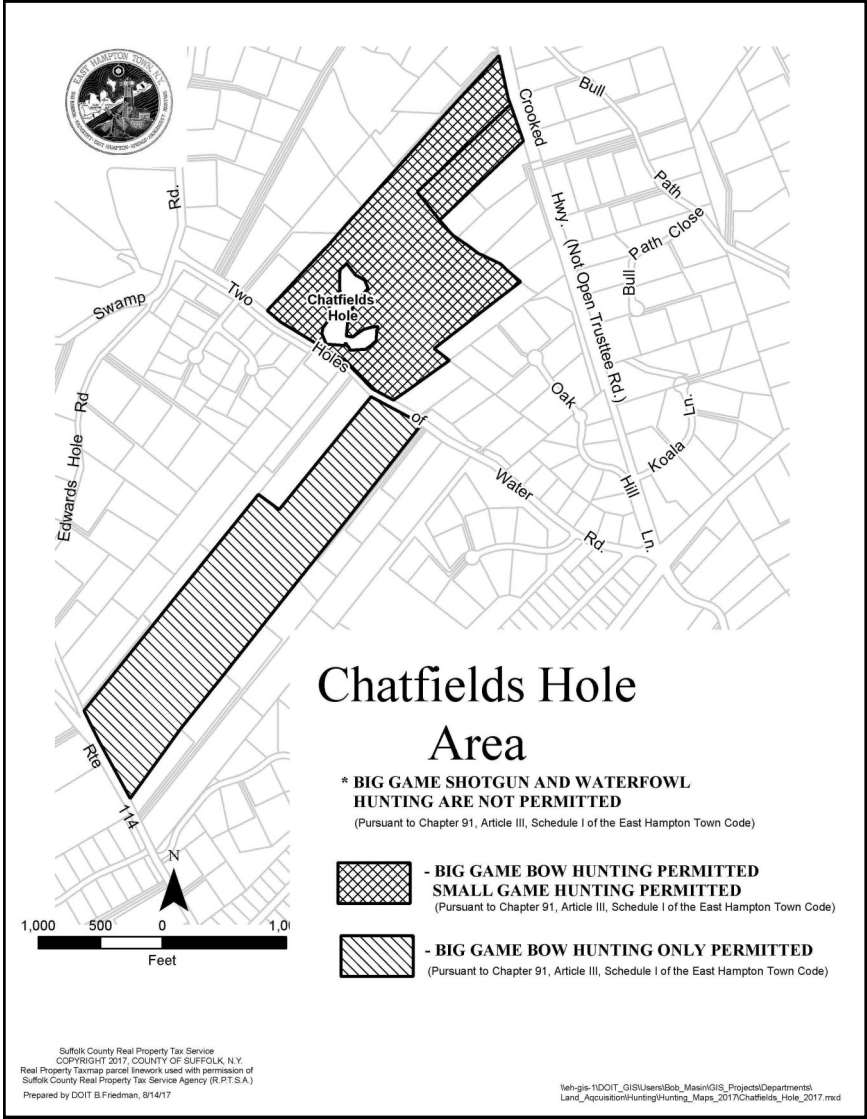 EAST HAMPTON TOWN, N.Y.
Crooked
Hwy. (Not Open Trusttee Rd.)
Bull
Path
Bull
Path Close
Rd.
Swamp
Two
Holes
of
Water
Rd.
Chatfields
Hole
Edwards Hole Rd
Oak
Hill
Ln.
Koala
Ln.
Rte
114
Chatfields Hole
Area
* BIG GAME SHOTGUN AND WATERFOWL
HUNTING ARE NOT PERMITTED
(Pursuant to Chapter 91, Article III, Schedule I of the East Hampton Town Code)
- BIG GAME BOW HUNTING PERMITTED
SMALL GAME HUNTING PERMITTED
(Pursuant to Chapter 91, Article III, Schedule I of the East Hampton Town Code)
- BIG GAME BOW HUNTING ONLY PERMITTED
(Pursuant to Chapter 91, Article III, Schedule I of the East Hampton Town Code)
N
1,000 500 0 1,0
Feet
Suffolk County Real Property Tax Service
COPYRIGHT 2017, COUNTY OF SUFFOLK, N.Y.
Real Property Taxmap parcel linework used with permission of
Suffolk County Real Property Tax Service Agency (R.P.T.S.A.)
Prepared by DOIT B.Friedman, 8/14/17
\\eh-gis-1\DOIT_GIS\Users\Bob_Masin\GIS_Projects\Departments\
Land_Aqcuisition\Hunting\Hunting_Maps_2017\Chatfields_Hole_2017.mxd